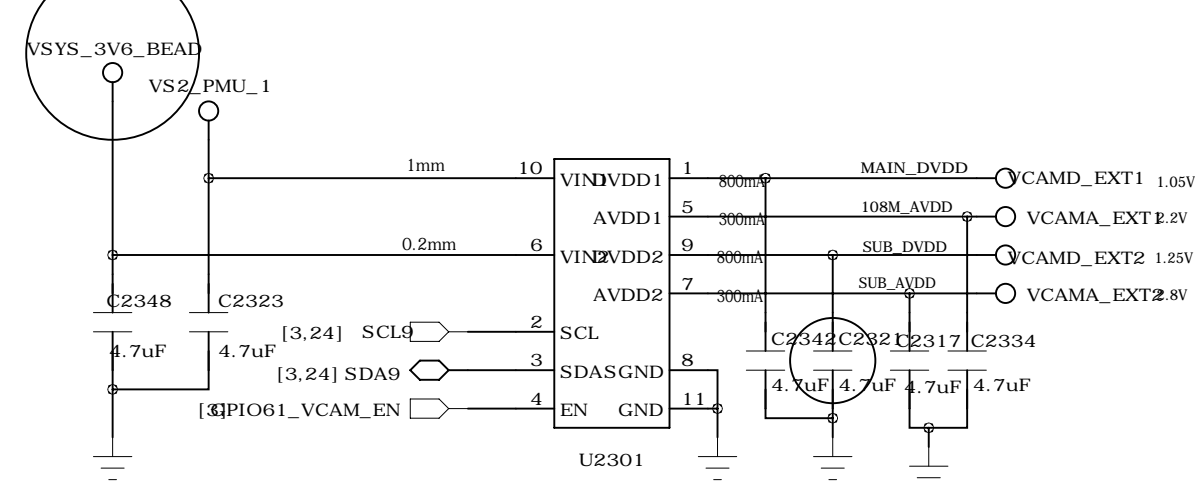 VSYS_3V6_BEAD
VS2_PMU_1
1mm 10 VIN1 DVDD1 1 800mA MAIN_DVDD VCAMD_EXT1 1.05V
AVDD1 5 300mA 108M_AVDD VCAMA_EXT1 2.2V
0.2mm 6 VIN2 DVDD2 9 800mA SUB_DVDD VCAMD_EXT2 1.25V
AVDD2 7 300mA SUB_AVDD VCAMA_EXT2 2.8V
C2348 C2323
[3,24] SCL9 2 SCL
C2342 C2321 C2317 C2334
4.7uF 4.7uF
[3,24] SDA9 3 SDA SGND 8
4.7uF 4.7uF 4.7uF 4.7uF
[3] GPIO61_VCAM_EN 4 EN GND 11
U2301